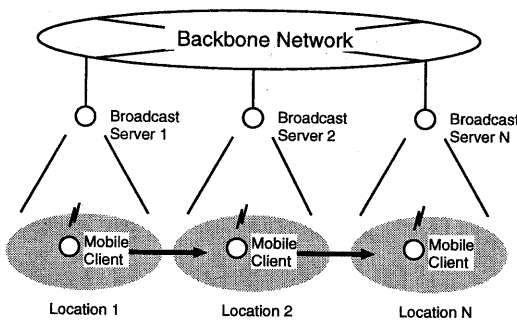 Backbone Network
Broadcast
Server 1
Broadcast
Server 2
Broadcast
Server N
Mobile
Client
Mobile
Client
Mobile
Client
Location 1
Location 2
Location N